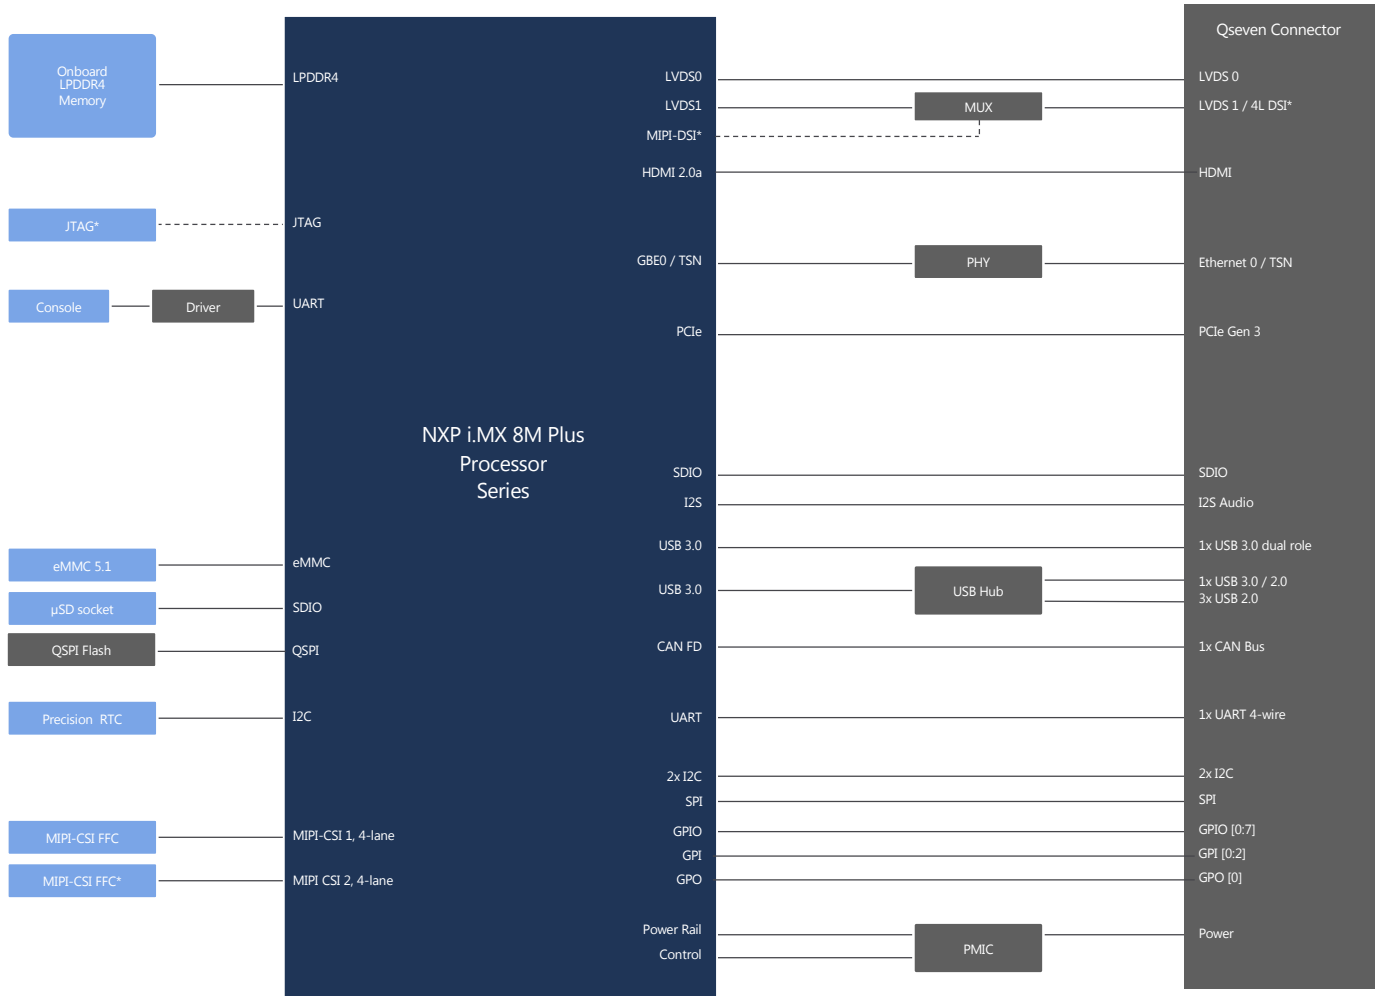 Qseven Connector
Onboard
LPDDR4
Memory
LPDDR4
LVDS0
LVDS 0
LVDS1
MUX
LVDS 1 / 4L DSI*
MIPI-DSI*
HDMI 2.0a
HDMI
JTAG*
JTAG
GBE0 / TSN
PHY
Ethernet 0 / TSN
Console
Driver
UART
PCIe
PCIe Gen 3
NXP i.MX 8M Plus
Processor
Series
SDIO
SDIO
I2S
I2S Audio
USB 3.0
1x USB 3.0 dual role
eMMC 5.1
eMMC
USB 3.0
USB Hub
1x USB 3.0 / 2.0
3x USB 2.0
µSD socket
SDIO
QSPI Flash
QSPI
CAN FD
1x CAN Bus
Precision RTC
I2C
UART
1x UART 4-wire
2x I2C
2x I2C
SPI
SPI
MIPI-CSI FFC
MIPI-CSI 1, 4-lane
GPIO
GPIO [0:7]
GPI
GPI [0:2]
MIPI-CSI FFC*
MIPI CSI 2, 4-lane
GPO
GPO [0]
Power Rail
Control
PMIC
Power